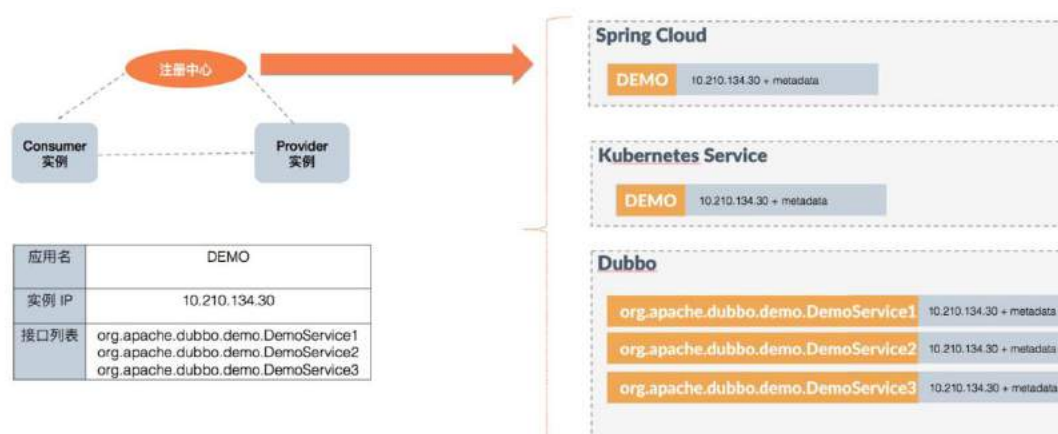 注册中心
Consumer
实例
Provider
实例
应用名 DEMO
实例 IP 10.210.134.30
接口列表 org.apache.dubbo.demo.DemoService1
org.apache.dubbo.demo.DemoService2
org.apache.dubbo.demo.DemoService3
Spring Cloud
DEMO 10.210.134.30 + metadata
Kubernetes Service
DEMO 10.210.134.30 + metadata
Dubbo
org.apache.dubbo.demo.DemoService1 10.210.134.30 + metadata
org.apache.dubbo.demo.DemoService2 10.210.134.30 + metadata
org.apache.dubbo.demo.DemoService3 10.210.134.30 + metadata